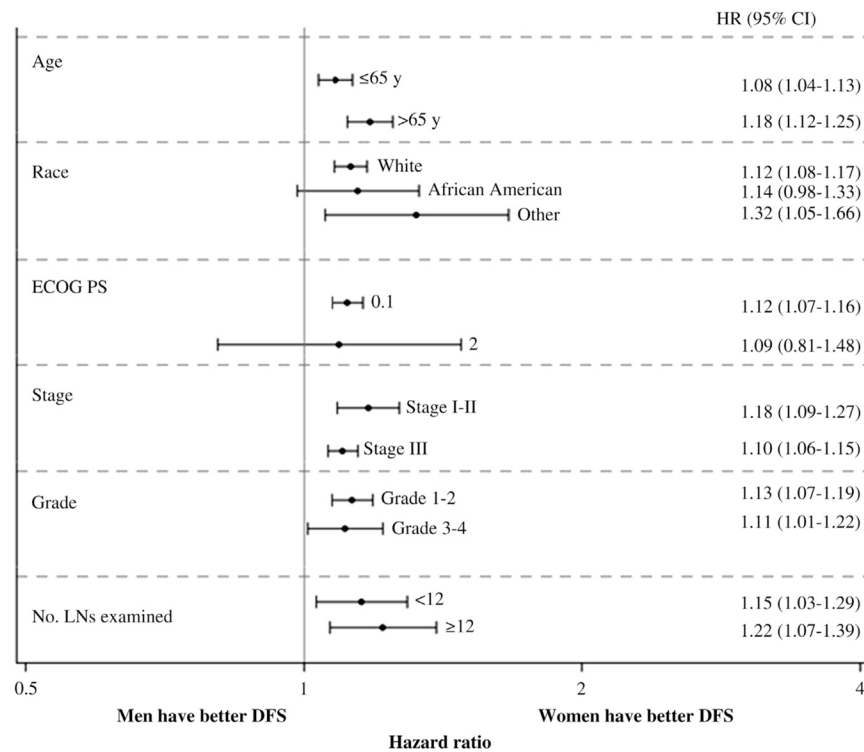 HR (95% CI)
Age
≤65 y 1.08 (1.04-1.13)
>65 y 1.18 (1.12-1.25)
Race
White 1.12 (1.08-1.17)
African American 1.14 (0.98-1.33)
Other 1.32 (1.05-1.66)
ECOG PS
0.1 1.12 (1.07-1.16)
2 1.09 (0.81-1.48)
Stage
Stage I-II 1.18 (1.09-1.27)
Stage III 1.10 (1.06-1.15)
Grade
Grade 1-2 1.13 (1.07-1.19)
Grade 3-4 1.11 (1.01-1.22)
No. LNs examined
<12 1.15 (1.03-1.29)
≥12 1.22 (1.07-1.39)
0.5 1 2 4
Men have better DFS Women have better DFS
Hazard ratio